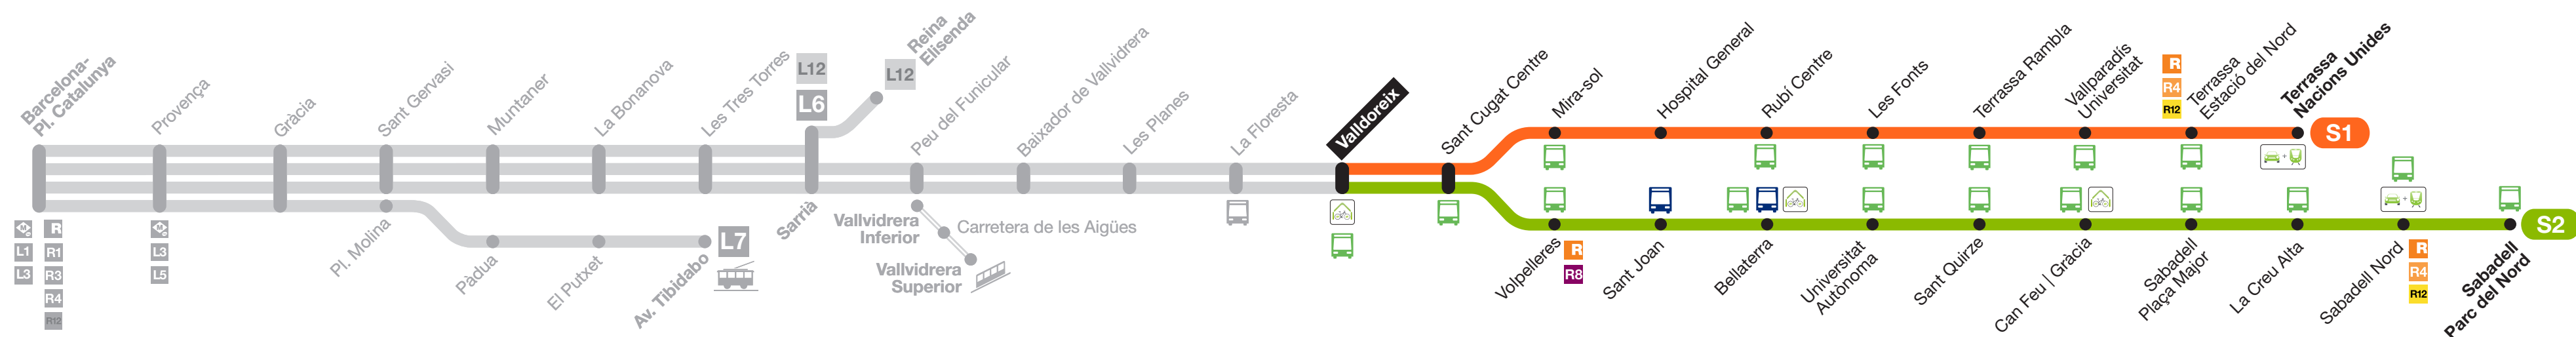 Barcelona-
Pl. Catalunya
Provença
Gràcia
Sant Gervasi
Muntaner
La Bonanova
Les Tres Torres
L12
L6
L12
Reina
Elisenda
Peu del Funicular
Baixador de Vallvidrera
Les Planes
La Floresta
Valldoreix
Sant Cugat Centre
Mira-sol
Hospital General
Rubí Centre
Les Fonts
Terrassa Rambla
Vallparadís
Universitat
R
R4
R12
Terrassa
Estació del Nord
Terrassa
Nacions Unides
S1
M
L1
L3
R
R1
R3
R4
R12
M
L3
L5
Pl. Molina
Pàdua
El Putxet
Av. Tibidabo
L7
Sarrià
Vallvidrera
Inferior
Carretera de les Aigües
Vallvidrera
Superior
Volpelleres
R
R8
Sant Joan
Bellaterra
Universitat
Autònoma
Sant Quirze
Can Feu | Gràcia
Sabadell
Plaça Major
La Creu Alta
Sabadell Nord
R
R4
R12
Sabadell
Parc del Nord
S2